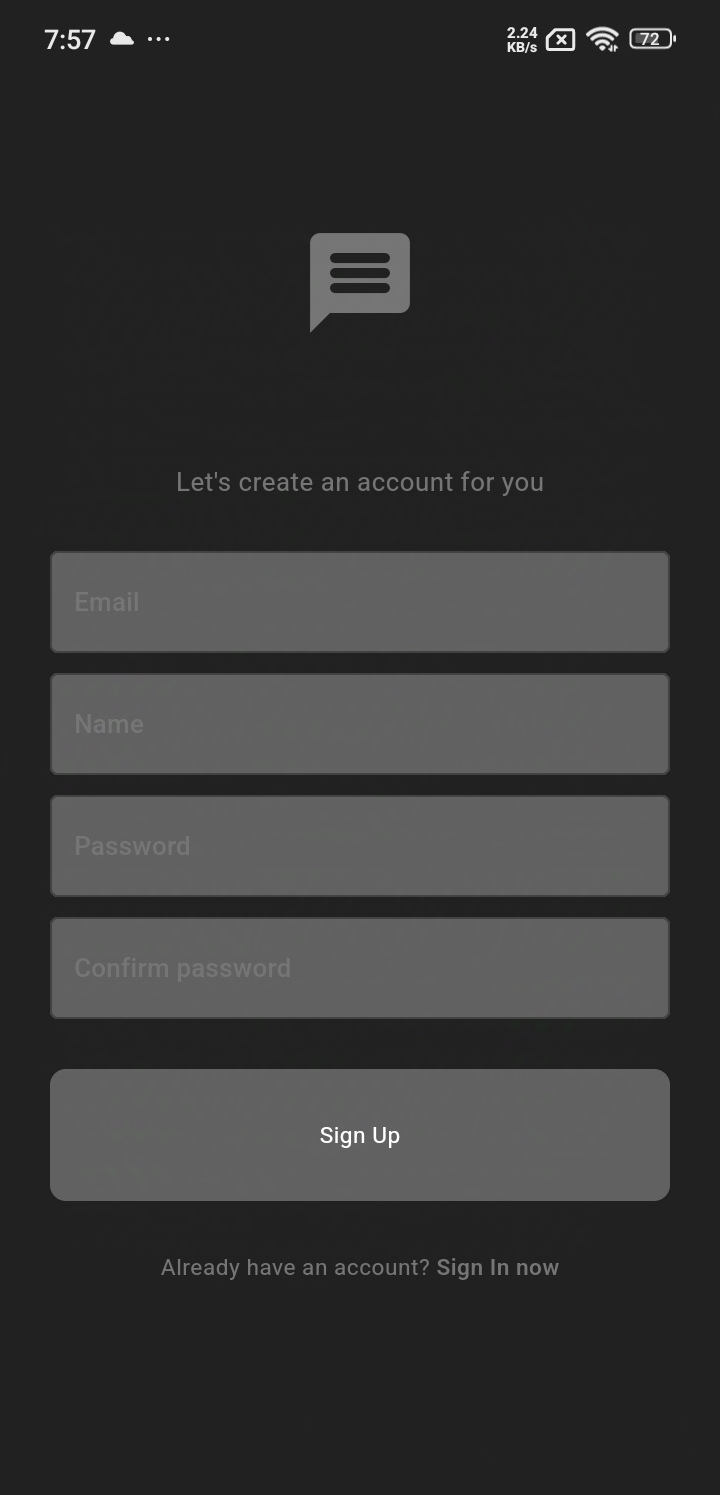 7:57
2.24
KB/s
72
Let's create an account for you
Email
Name
Password
Confirm password
Sign Up
Already have an account? Sign In now